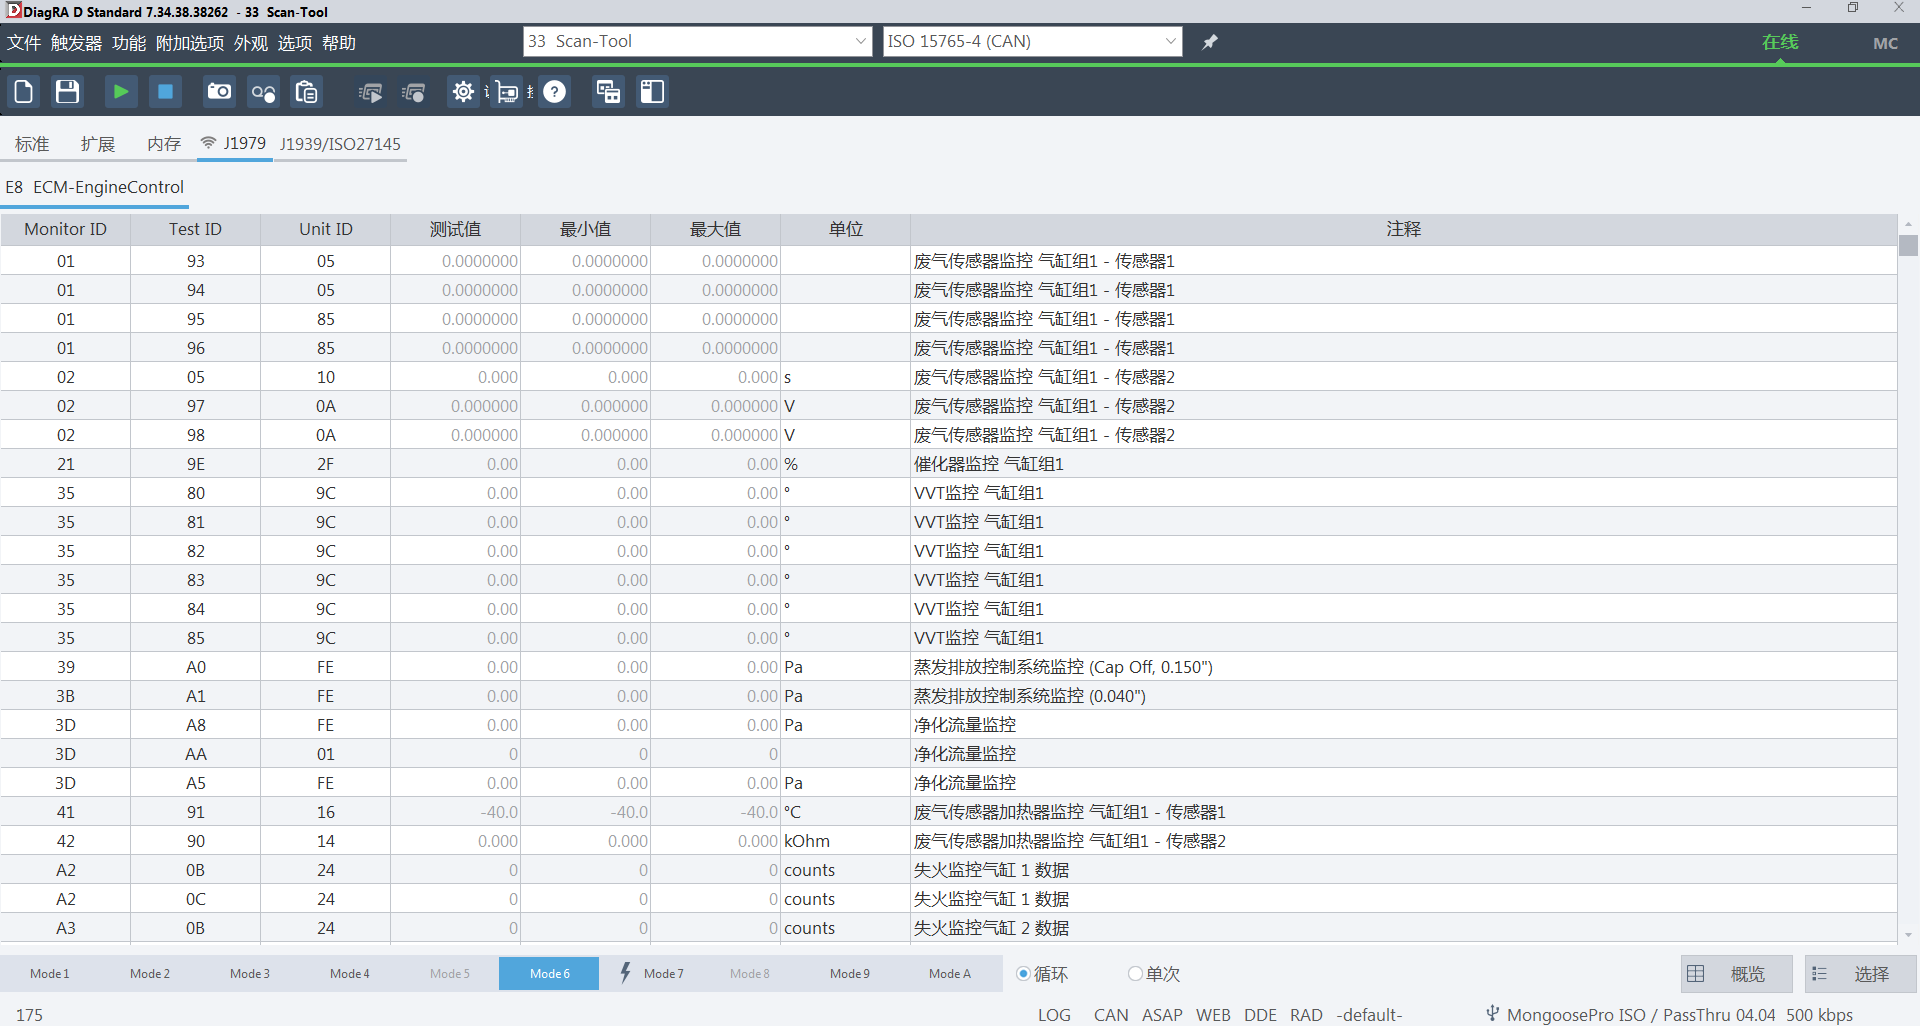 DiagRA D Standard 7.34.38.38262 - 33 Scan-Tool
文件 触发器 功能 附加选项 外观 选项 帮助 33 Scan-Tool ISO 15765-4 (CAN) 在线 MC
标准 扩展 内存 J1979 J1939/ISO27145
E8 ECM-EngineControl
Monitor ID Test ID Unit ID 测试值 最小值 最大值 单位 注释
01 93 05 0.0000000 0.0000000 0.0000000 废气传感器监控 气缸组1 - 传感器1
01 94 05 0.0000000 0.0000000 0.0000000 废气传感器监控 气缸组1 - 传感器1
01 95 85 0.0000000 0.0000000 0.0000000 废气传感器监控 气缸组1 - 传感器1
01 96 85 0.0000000 0.0000000 0.0000000 废气传感器监控 气缸组1 - 传感器1
02 05 10 0.000 0.000 0.000 s 废气传感器监控 气缸组1 - 传感器2
02 97 0A 0.000000 0.000000 0.000000 V 废气传感器监控 气缸组1 - 传感器2
02 98 0A 0.000000 0.000000 0.000000 V 废气传感器监控 气缸组1 - 传感器2
21 9E 2F 0.00 0.00 0.00 % 催化器监控 气缸组1
35 80 9C 0.00 0.00 0.00 ° VVT监控 气缸组1
35 81 9C 0.00 0.00 0.00 ° VVT监控 气缸组1
35 82 9C 0.00 0.00 0.00 ° VVT监控 气缸组1
35 83 9C 0.00 0.00 0.00 ° VVT监控 气缸组1
35 84 9C 0.00 0.00 0.00 ° VVT监控 气缸组1
35 85 9C 0.00 0.00 0.00 ° VVT监控 气缸组1
39 A0 FE 0.00 0.00 0.00 Pa 蒸发排放控制系统监控 (Cap Off, 0.150")
3B A1 FE 0.00 0.00 0.00 Pa 蒸发排放控制系统监控 (0.040")
3D A8 FE 0.00 0.00 0.00 Pa 净化流量监控
3D AA 01 0 0 0 净化流量监控
3D A5 FE 0.00 0.00 0.00 Pa 净化流量监控
41 91 16 -40.0 -40.0 -40.0 °C 废气传感器加热器监控 气缸组1 - 传感器1
42 90 14 0.000 0.000 0.000 kOhm 废气传感器加热器监控 气缸组1 - 传感器2
A2 0B 24 0 0 0 counts 失火监控气缸 1 数据
A2 0C 24 0 0 0 counts 失火监控气缸 1 数据
A3 0B 24 0 0 0 counts 失火监控气缸 2 数据
Mode 1 Mode 2 Mode 3 Mode 4 Mode 5 Mode 6 Mode 7 Mode 8 Mode 9 Mode A 循环 单次 概览 选择
175 LOG CAN ASAP WEB DDE RAD -default- MongoosePro ISO / PassThru 04.04 500 kbps